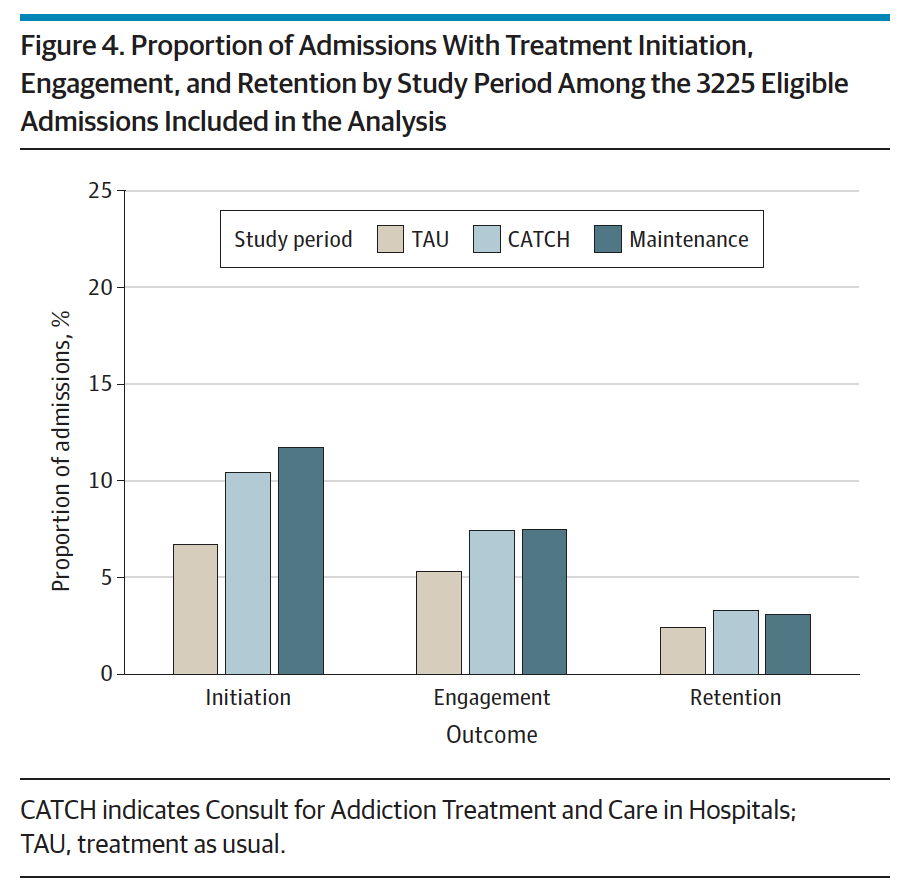 Figure 4. Proportion of Admissions With Treatment Initiation,
Engagement, and Retention by Study Period Among the 3225 Eligible
Admissions Included in the Analysis
25
20
15
10
5
0
Proportion of admissions, %
Study period TAU CATCH Maintenance
Initiation Engagement Retention
Outcome
CATCH indicates Consult for Addiction Treatment and Care in Hospitals;
TAU, treatment as usual.